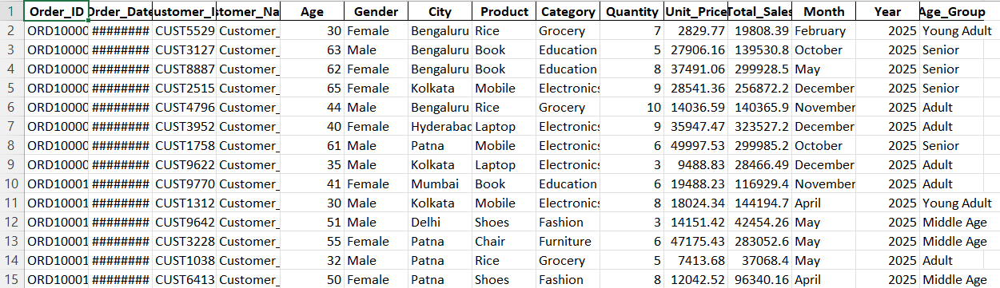 1 Order_ID Order_Date ustomer_I stomer_Na Age Gender City Product Category Quantity Unit_Price Total_Sales Month Year Age_Group
2 ORD10000 ######## CUST5529 Customer_ 30 Female Bengaluru Rice Grocery 7 2829.77 19808.39 February 2025 Young Adult
3 ORD10000 ######## CUST3127 Customer_ 63 Male Bengaluru Book Education 5 27906.16 139530.8 October 2025 Senior
4 ORD10000 ######## CUST8887 Customer_ 62 Female Bengaluru Book Education 8 37491.06 299928.5 May 2025 Senior
5 ORD10000 ######## CUST2515 Customer_ 65 Female Kolkata Mobile Electronics 9 28541.36 256872.2 December 2025 Senior
6 ORD10000 ######## CUST4796 Customer_ 44 Male Bengaluru Rice Grocery 10 14036.59 140365.9 November 2025 Adult
7 ORD10000 ######## CUST3952 Customer_ 40 Female Hyderabad Laptop Electronics 9 35947.47 323527.2 December 2025 Adult
8 ORD10000 ######## CUST1758 Customer_ 61 Male Patna Mobile Electronics 6 49997.53 299985.2 October 2025 Senior
9 ORD10000 ######## CUST9622 Customer_ 35 Male Kolkata Laptop Electronics 3 9488.83 28466.49 December 2025 Adult
10 ORD10001 ######## CUST9770 Customer_ 41 Female Mumbai Book Education 6 19488.23 116929.4 November 2025 Adult
11 ORD10001 ######## CUST1312 Customer_ 30 Male Kolkata Mobile Electronics 8 18024.34 144194.7 April 2025 Young Adult
12 ORD10001 ######## CUST9642 Customer_ 51 Male Delhi Shoes Fashion 3 14151.42 42454.26 May 2025 Middle Age
13 ORD10001 ######## CUST3228 Customer_ 55 Female Patna Chair Furniture 6 47175.43 283052.6 May 2025 Middle Age
14 ORD10001 ######## CUST1038 Customer_ 32 Male Patna Rice Grocery 5 7413.68 37068.4 May 2025 Adult
15 ORD10001 ######## CUST6413 Customer_ 50 Female Patna Shoes Fashion 8 12042.52 96340.16 April 2025 Middle Age